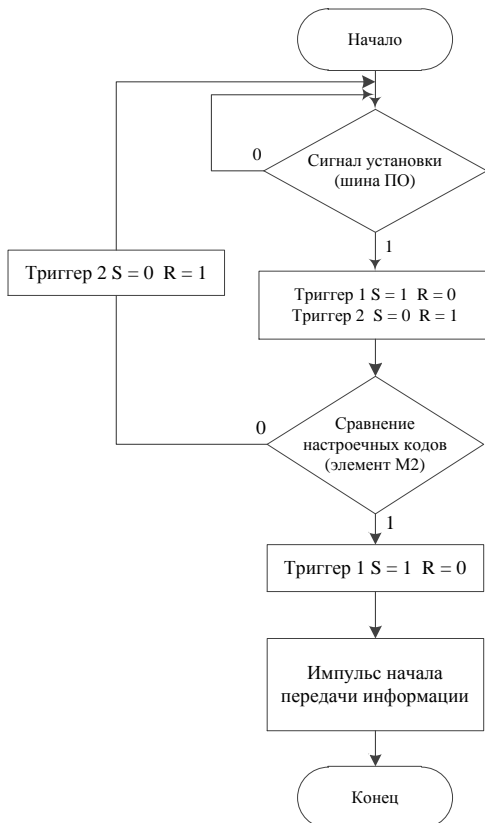 Начало
0
Сигнал установки
(шина ПО)
1
Триггер 2 S = 0 R = 1
Триггер 1 S = 1 R = 0
Триггер 2 S = 0 R = 1
0
Сравнение
настроечных кодов
(элемент М2)
1
Триггер 1 S = 1 R = 0
Импульс начала
передачи информации
Конец